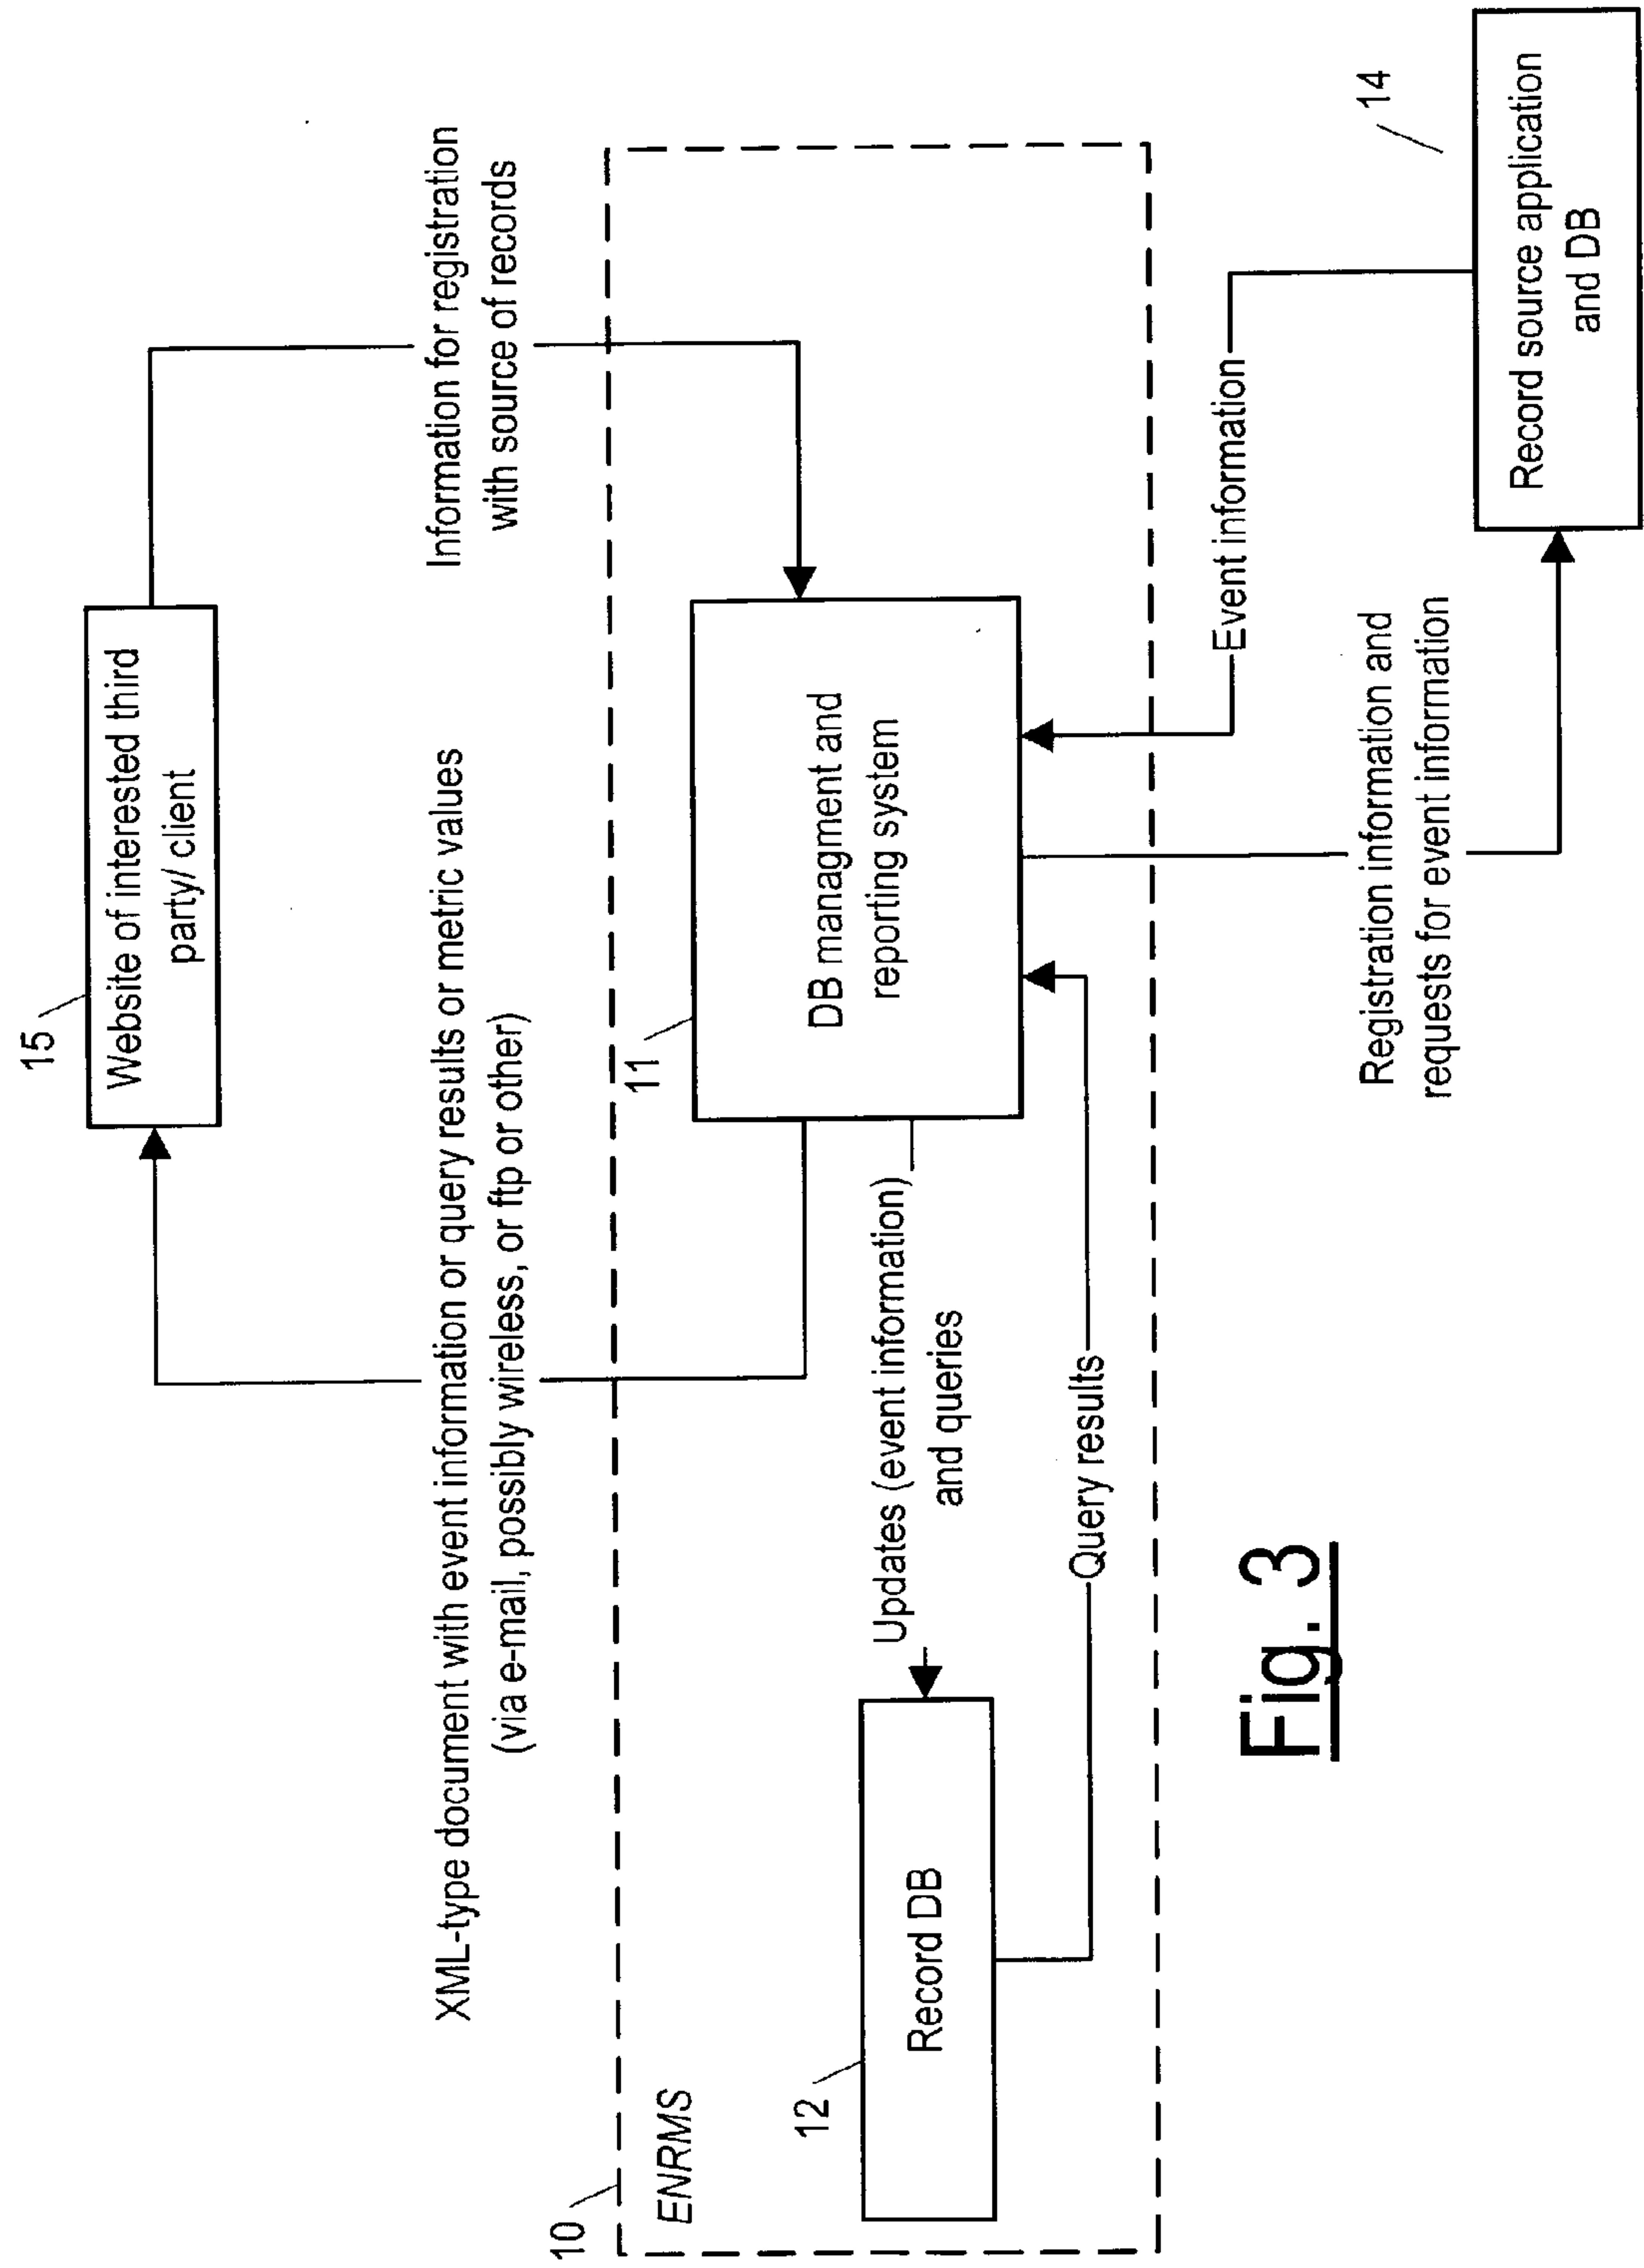 15
Website of interested third
party/ client
XML-type document with event information or query results or metric values
(via e-mail, possibly wireless, or ftp or other)
Information for registration
with source of records
10
ENRMS
11
DB managment and
reporting system
Updates (event information)
and queries
12
Record DB
Query results
Event information
Registration information and
requests for event information
14
Record source application
and DB
Fig. 3